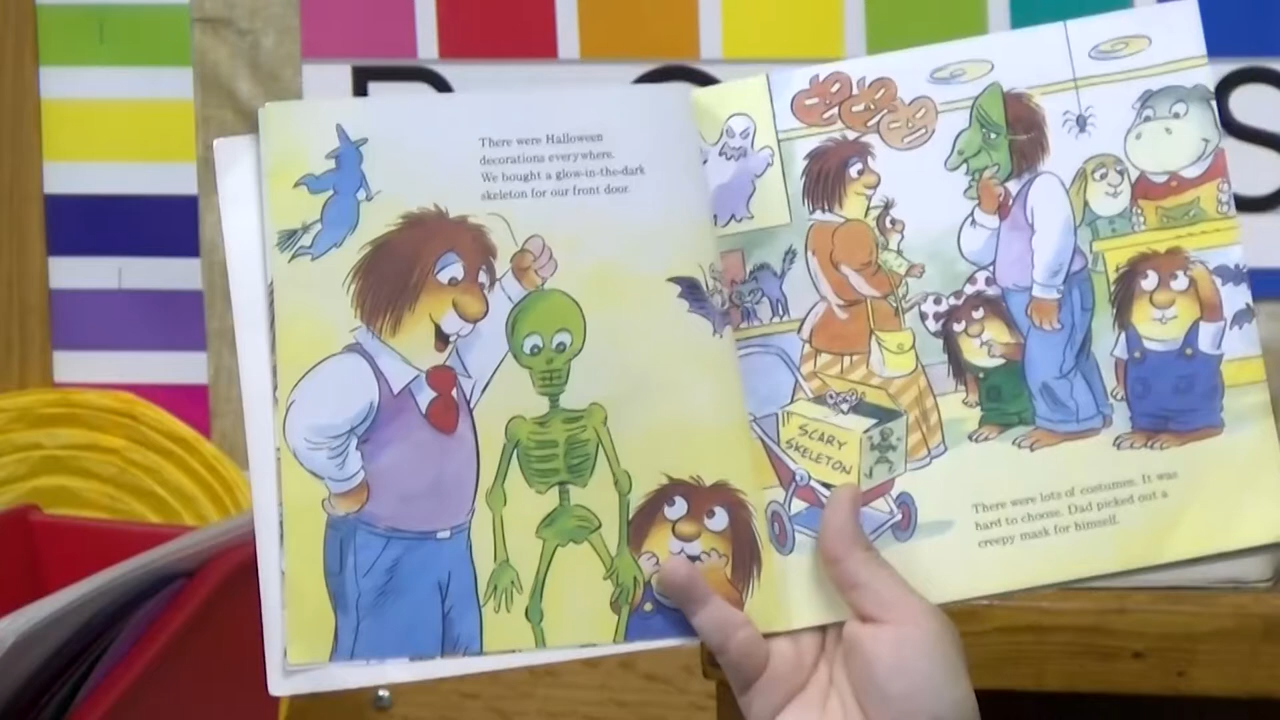 There were Halloween
decorations everywhere.
We bought a glow-in-the-dark
skeleton for our front door.
SCARY
SKELETON
There were lots of costumes. It was
hard to choose. Dad picked out a
creepy mask for himself.